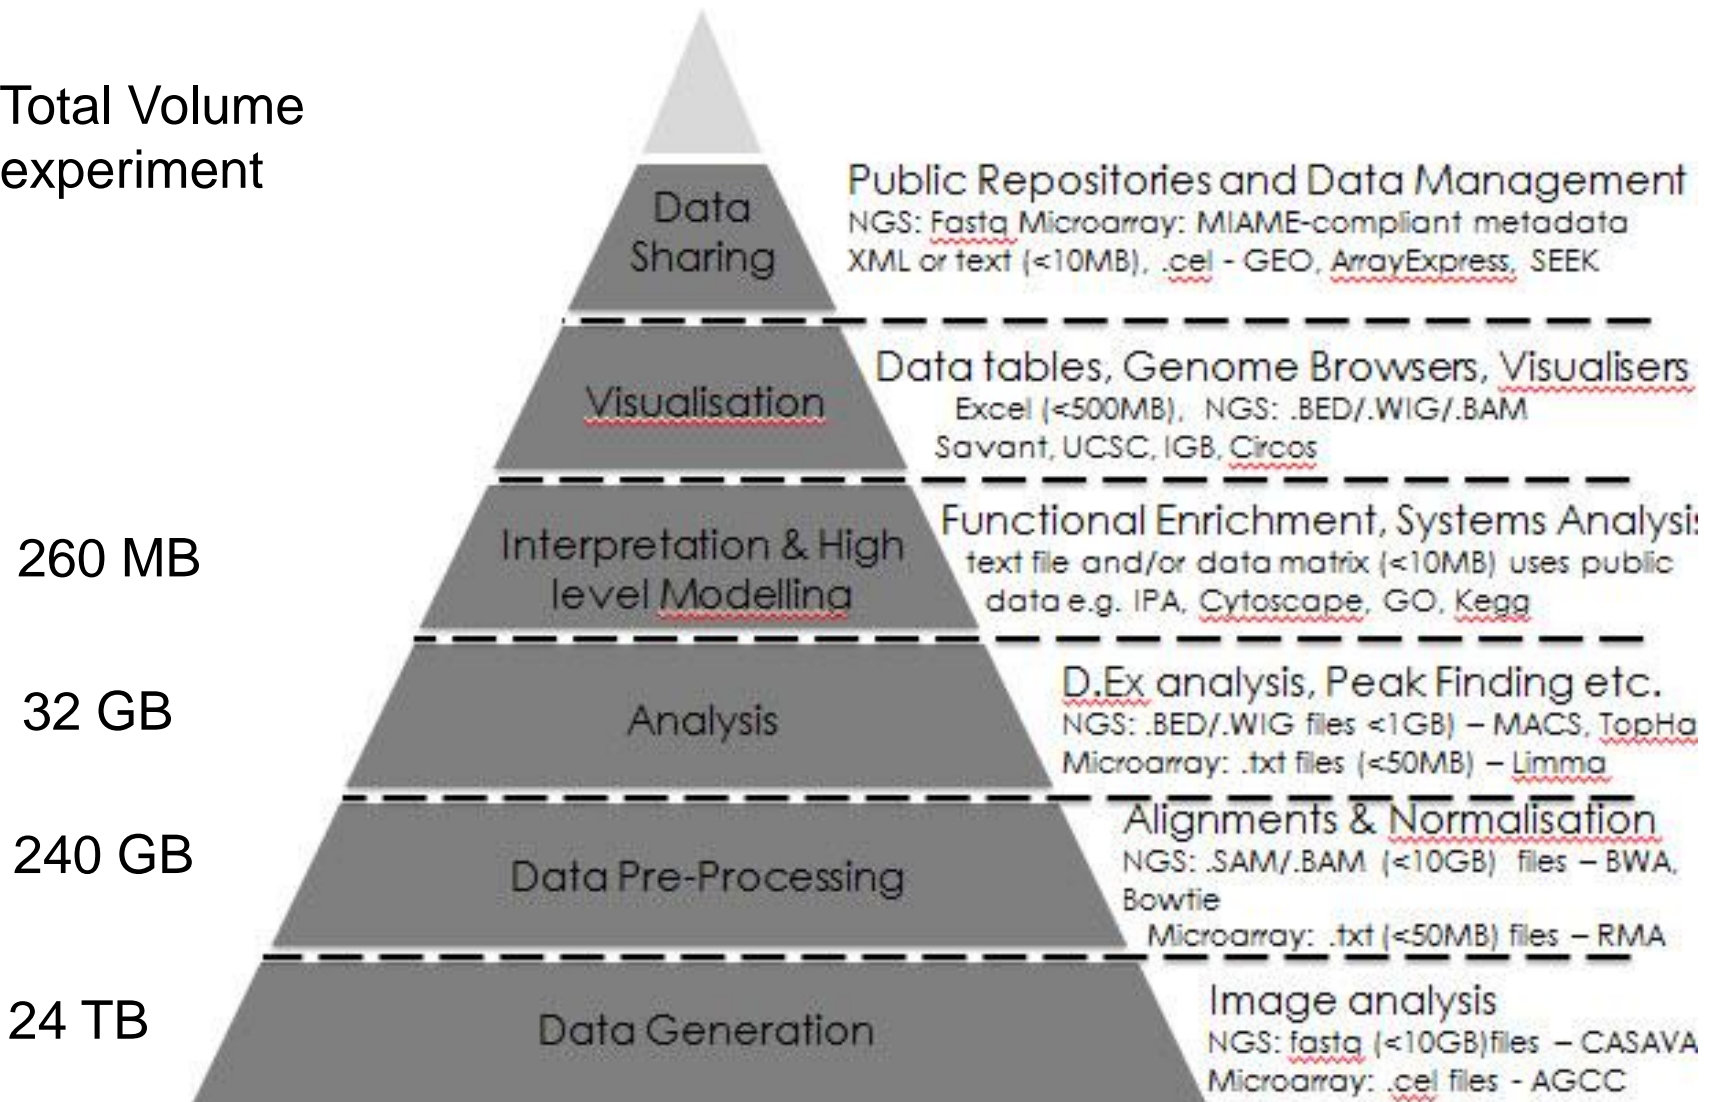 Total Volume
experiment
Data
Sharing
Public Repositories and Data Management
NGS: Fastq Microarray: MIAME-compliant metadata
XML or text (<10MB), .cel - GEO, ArrayExpress, SEEK
Visualisation
Data tables, Genome Browsers, Visualisers
Excel (<500MB), NGS: .BED/.WIG/.BAM
Savant, UCSC, IGB, Circos
260 MB
Interpretation & High
level Modelling
Functional Enrichment, Systems Analysis
text file and/or data matrix (<10MB) uses public
data e.g. IPA, Cytoscape, GO, Kegg
32 GB
Analysis
D.Ex analysis, Peak Finding etc.
NGS: .BED/.WIG files <1GB) – MACS, TopHa
Microarray: .txt files (<50MB) – Limma
240 GB
Data Pre-Processing
Alignments & Normalisation
NGS: .SAM/.BAM (<10GB) files – BWA,
Bowtie
Microarray: .txt (<50MB) files – RMA
24 TB
Data Generation
Image analysis
NGS: fastq (<10GB)files – CASAVA
Microarray: .cel files - AGCC